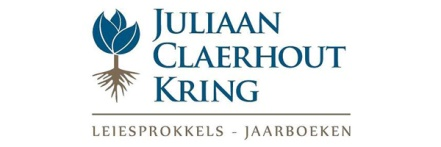 Juliaan
Claerhout
Kring
Leiesprokkels - Jaarboeken